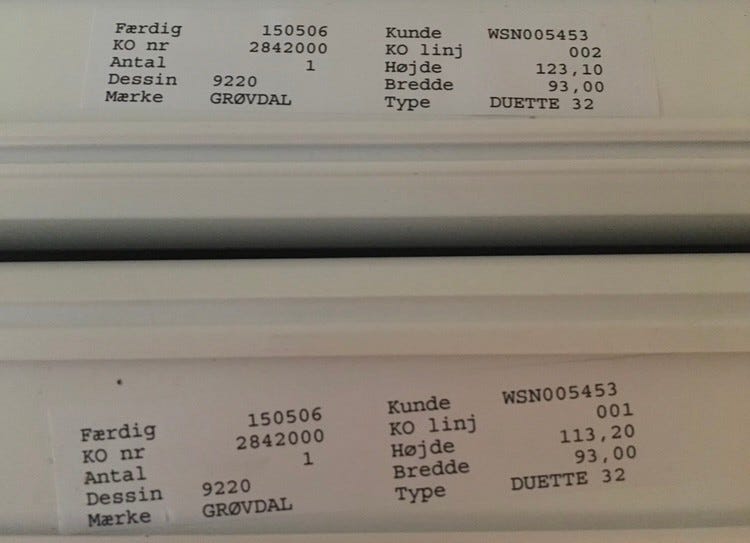 Færdig 150506 Kunde WSN005453
KO nr 2842000 KO linj 002
Antal 1 Højde 123,10
Dessin 9220 Bredde 93,00
Mærke GRØVDAL Type DUETTE 32
Færdig 150506 Kunde WSN005453
KO nr 2842000 KO linj 001
Antal 1 Højde 113,20
Dessin 9220 Bredde 93,00
Mærke GRØVDAL Type DUETTE 32